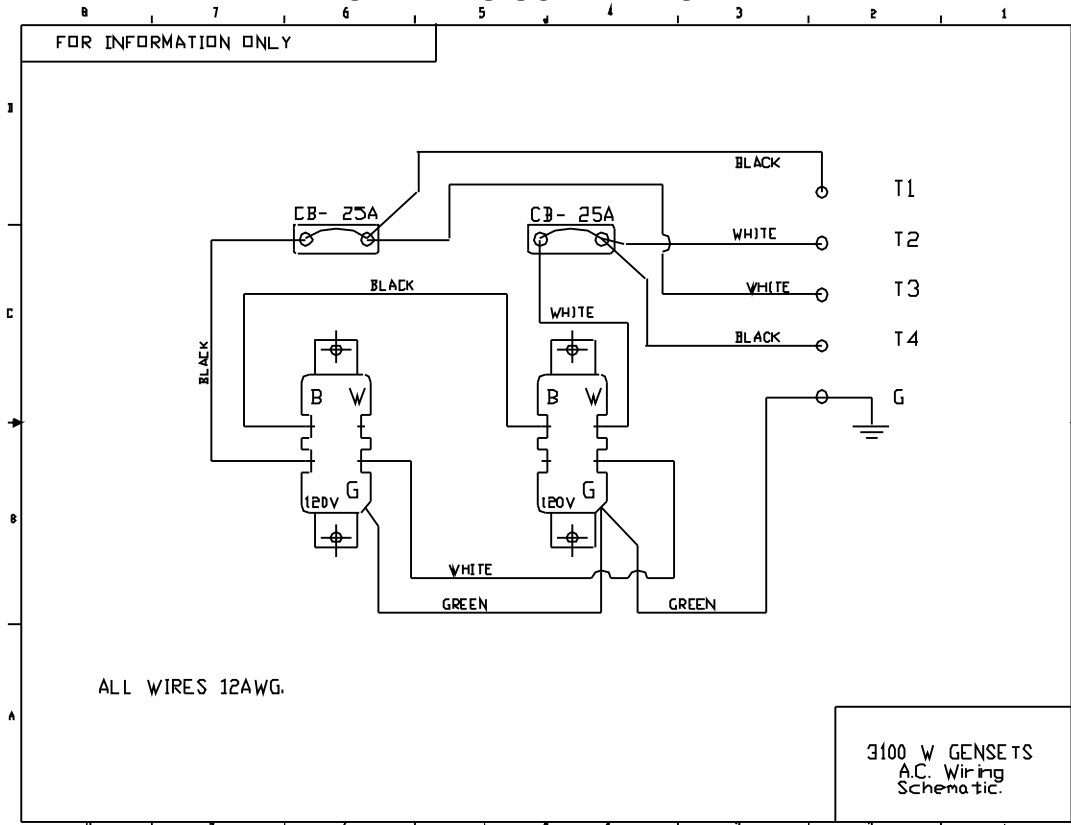 8 7 6 5 4 3 2 1
FOR INFORMATION ONLY
D
BLACK
T1
CB- 25A CB- 25A
WHITE T2
BLACK WHITE T3
C
WHITE
BLACK T4
BLACK
B W B W G
G G
120V 120V
B
WHITE
GREEN GREEN
ALL WIRES 12AWG.
A
3100 W GENSETS
A.C. Wiring
Schematic.